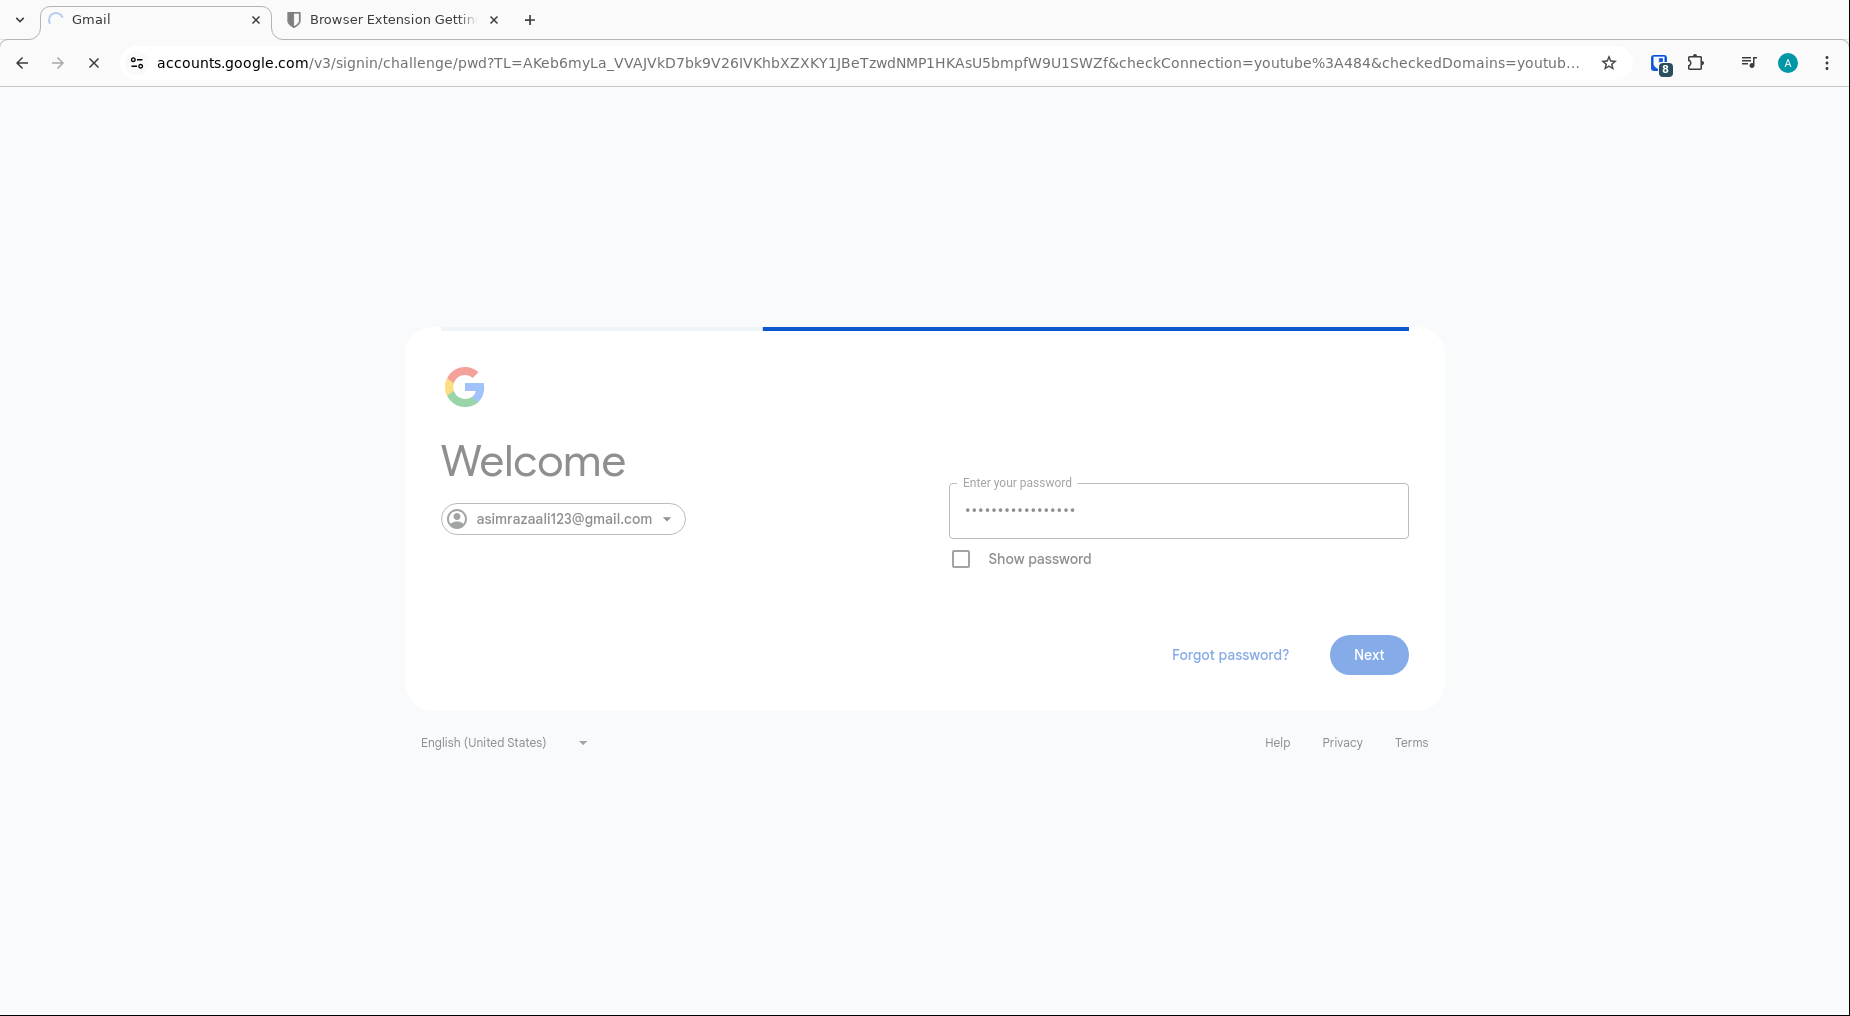 Gmail
Browser Extension Gettin
accounts.google.com/v3/signin/challenge/pwd?TL=AKeb6myLa_VVAJVkD7bk9V26IVKhbXZXKY1JBeTzwdNMP1HKAsU5bmpfW9U1SWZf&checkConnection=youtube%3A484&checkedDomains=youtub...
8
A
Welcome
asimrazaali123@gmail.com
Enter your password
•••••••••••••••••
Show password
Forgot password?
Next
English (United States)
Help Privacy Terms